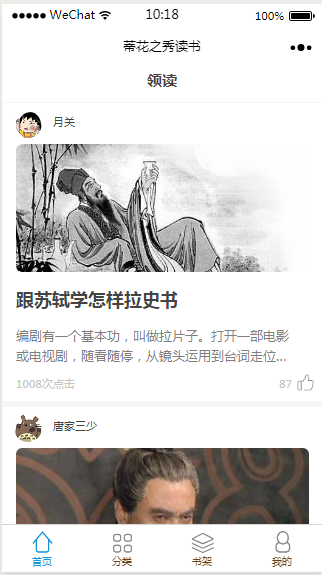 WeChat 10:18 100%
蒂花之秀读书
领读
月关
跟苏轼学怎样拉史书
编剧有一个基本功，叫做拉片子。打开一部电影
或电视剧，随看随停，从镜头运用到台词走位...
1008次点击 87
唐家三少
首页 分类 书架 我的